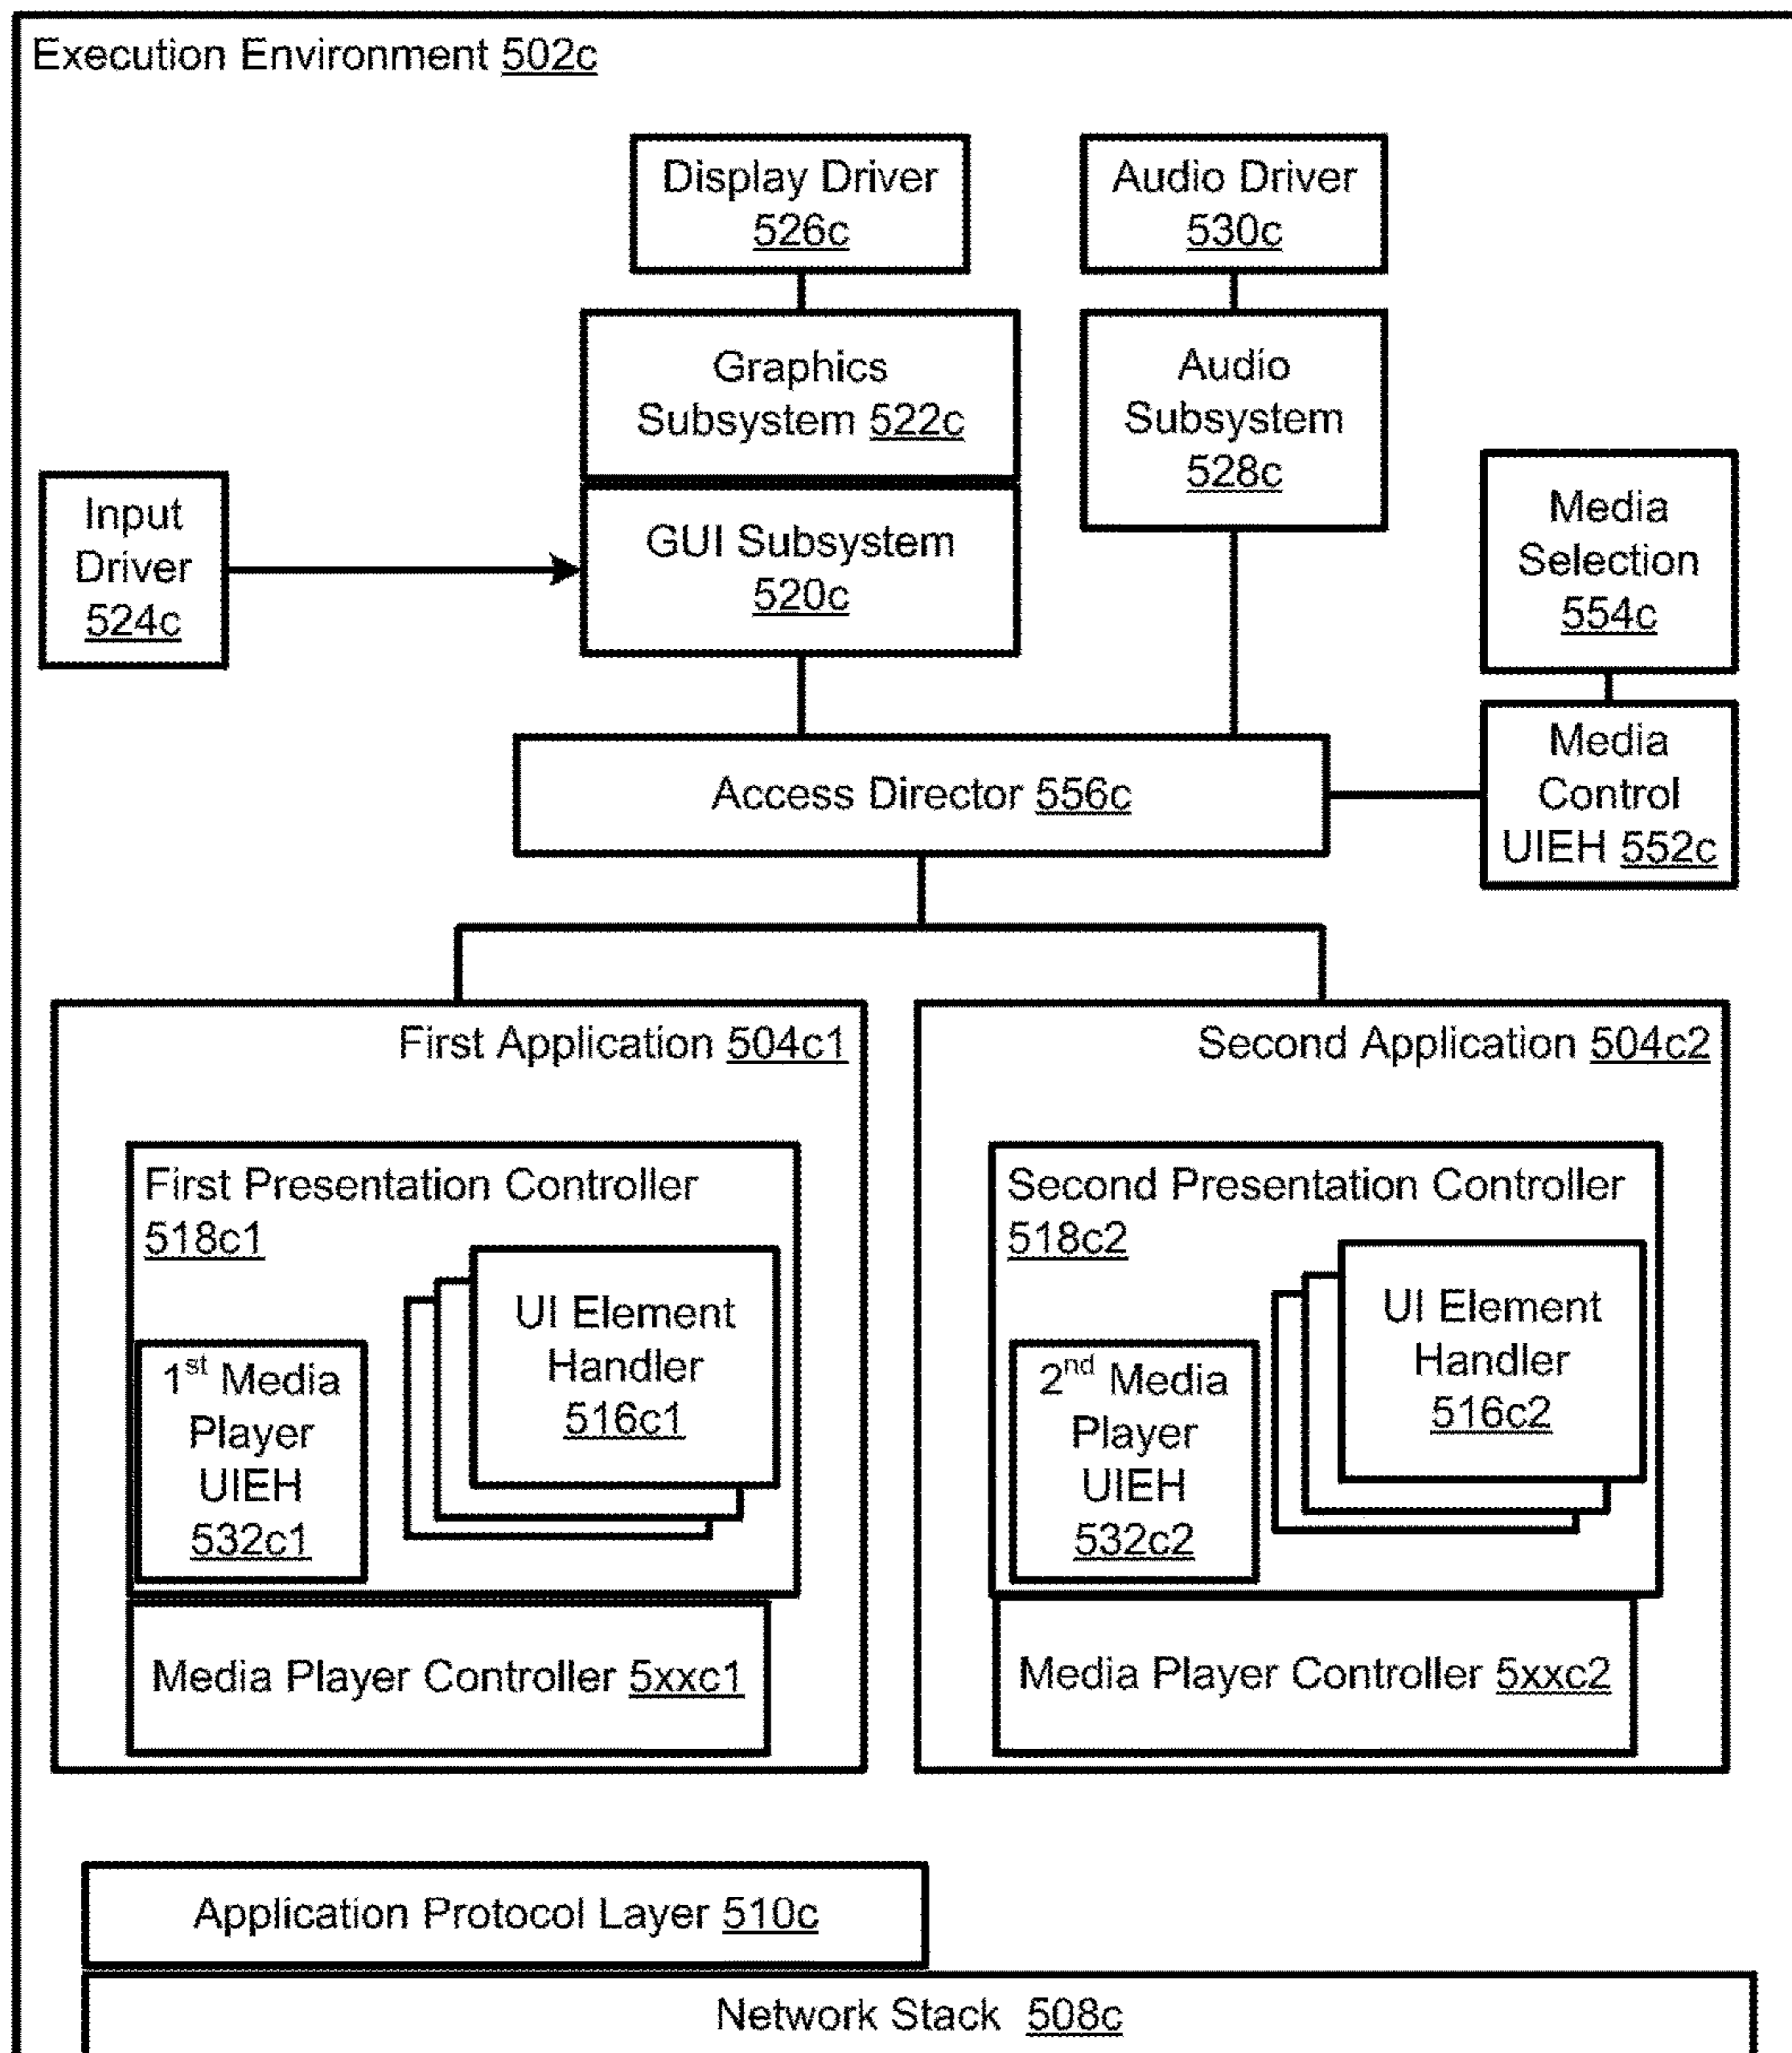 Execution Environment 502c
Display Driver
526c
Audio Driver
530c
Graphics
Subsystem 522c
Audio
Subsystem
528c
Input
Driver
524c
GUI Subsystem
520c
Media
Selection
554c
Access Director 556c
Media
Control
UIEH 552c
First Application 504c1
First Presentation Controller
518c1
UI Element
Handler
516c1
1st Media
Player
UIEH
532c1
Media Player Controller 5xxc1
Second Application 504c2
Second Presentation Controller
518c2
UI Element
Handler
516c2
2nd Media
Player
UIEH
532c2
Media Player Controller 5xxc2
Application Protocol Layer 510c
Network Stack 508c